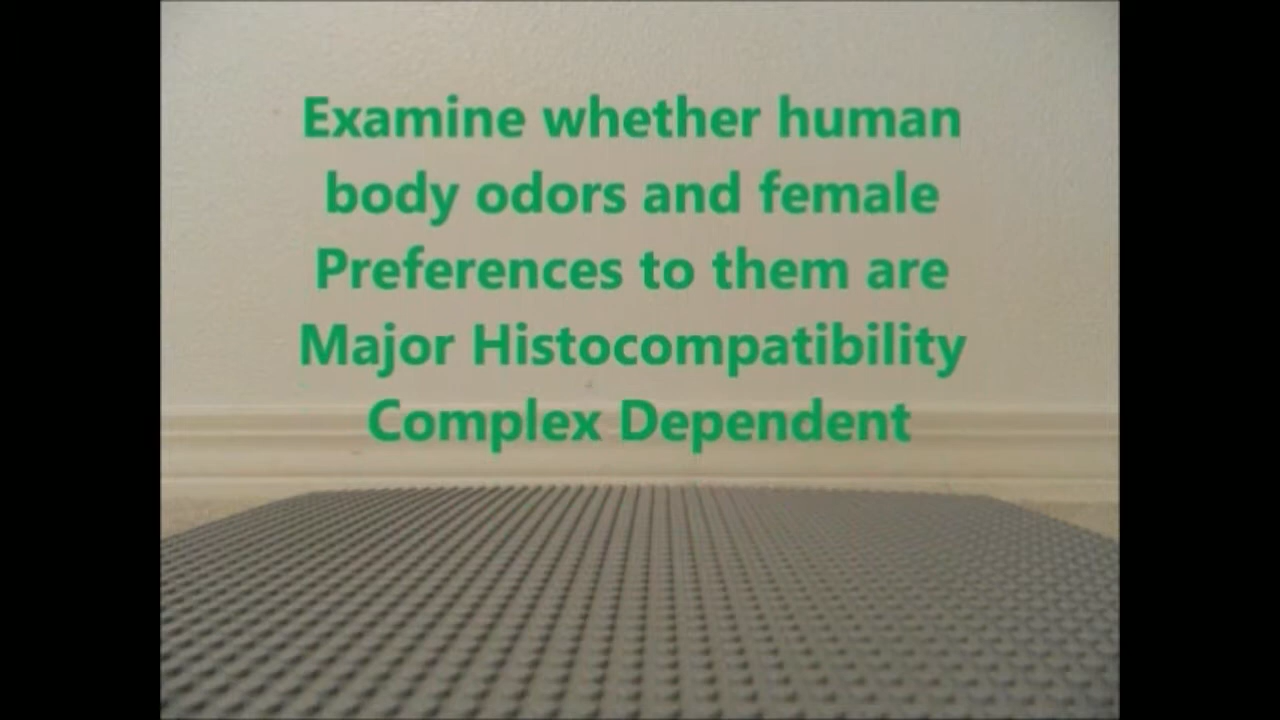 Examine whether human
body odors and female
Preferences to them are
Major Histocompatibility
Complex Dependent